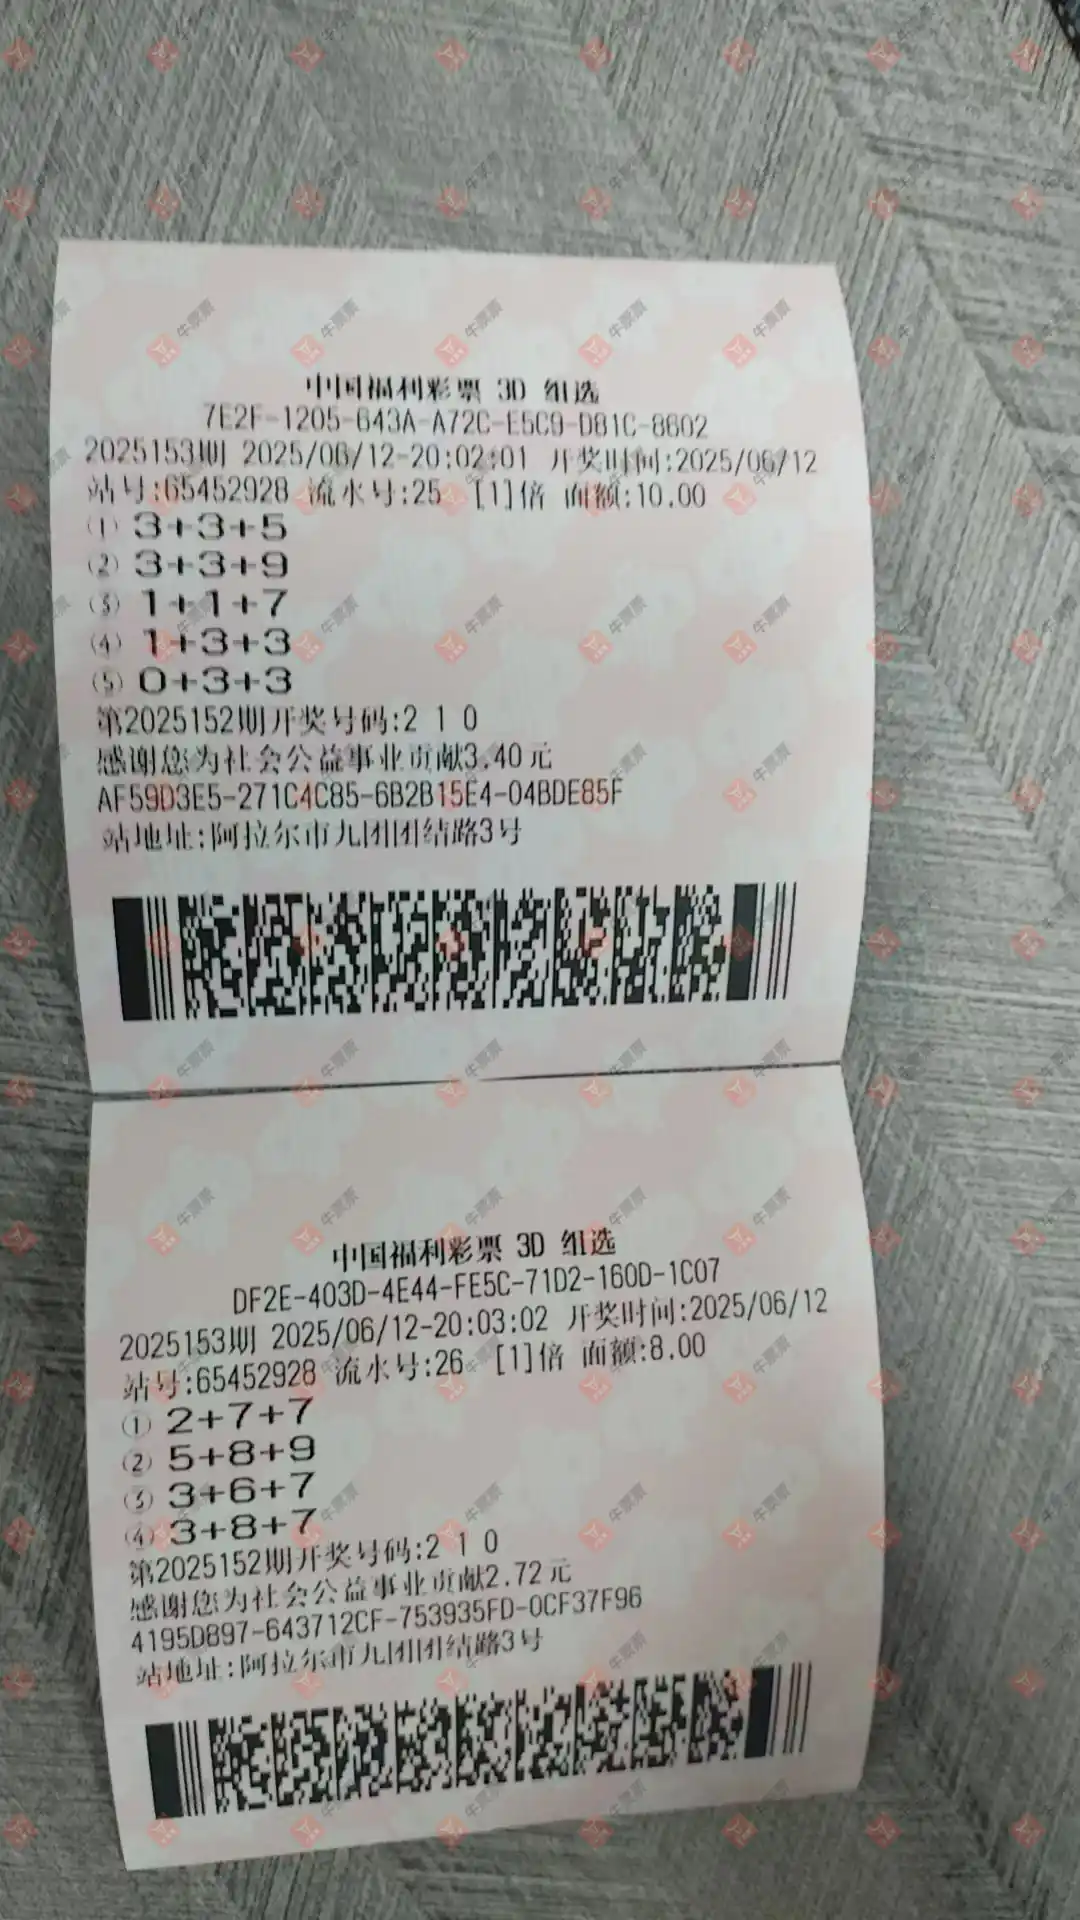 中国福利彩票 3D 组选
7E2F-1205-643A-A72C-E5C9-D81C-8602
2025153期 2025/06/12-20:02:01 开奖时间:2025/06/12
站号:65452928 流水号:25 [1]倍 面额:10.00
① 3+3+5
② 3+3+9
③ 1+1+7
④ 1+3+3
⑤ 0+3+3
第2025152期开奖号码:2 1 0
感谢您为社会公益事业贡献3.40元
AF59D3E5-271C4C85-6B2B15E4-04BDE85F
站地址:阿拉尔市九团团结路3号
中国福利彩票 3D 组选
DF2E-403D-4E44-FE5C-71D2-160D-1C07
2025153期 2025/06/12-20:03:02 开奖时间:2025/06/12
站号:65452928 流水号:26 [1]倍 面额:8.00
① 2+7+7
② 5+8+9
③ 3+6+7
④ 3+8+7
第2025152期开奖号码:2 1 0
感谢您为社会公益事业贡献2.72元
4195D897-643712CF-753935FD-0CF37F96
站地址:阿拉尔市九团团结路3号
牛票票